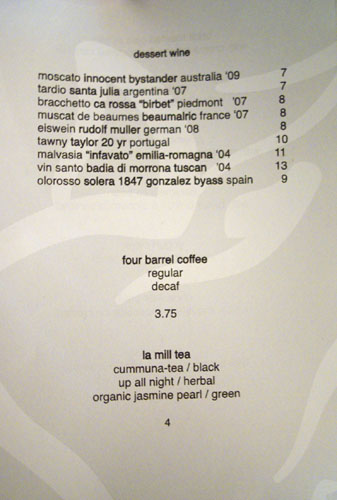 dessert wine
moscato innocent bystander australia '09 7
tardio santa julia argentina '07 7
bracchetto ca rossa "birbet" piedmont '07 8
muscat de beaumes beaumalric france '07 8
eiswein rudolf muller german '08 8
tawny taylor 20 yr portugal 10
malvasia "infavato" emilia-romagna '04 11
vin santo badia di morrona tuscan '04 13
olorosso solera 1847 gonzalez byass spain 9
four barrel coffee
regular
decaf
3.75
la mill tea
cummuna-tea / black
up all night / herbal
organic jasmine pearl / green
4